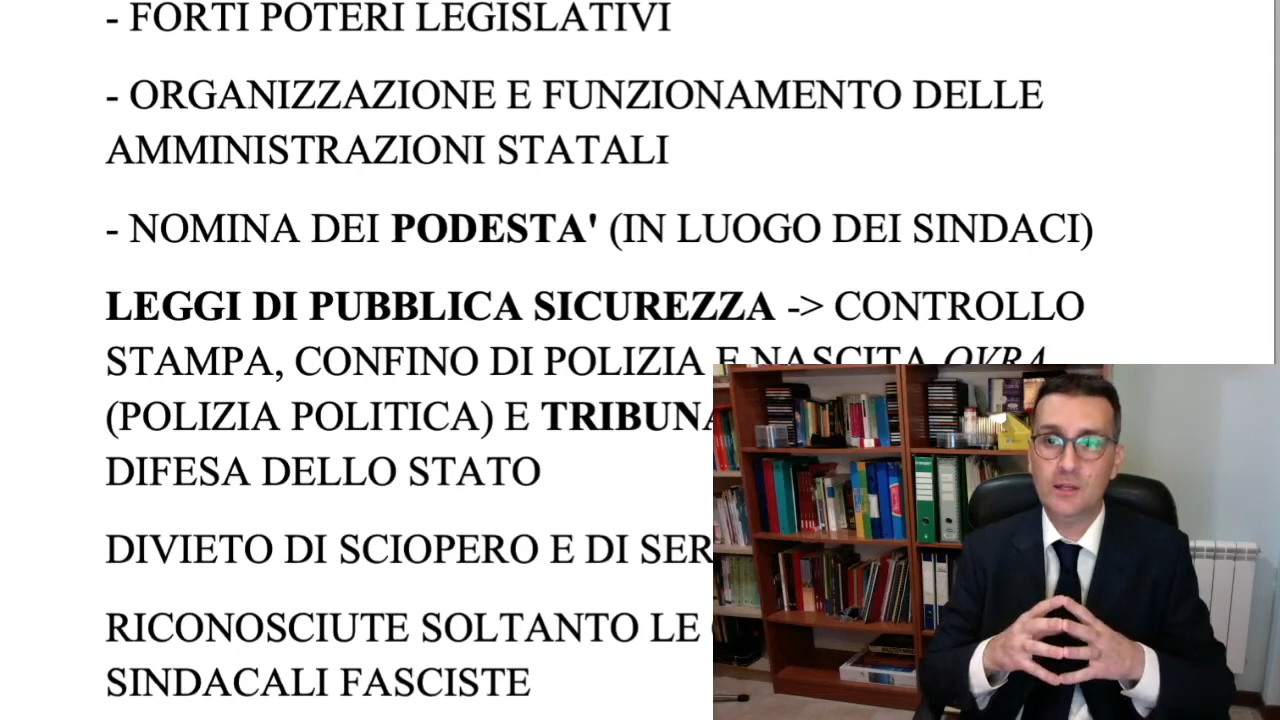 - FORTI POTERI LEGISLATIVI
- ORGANIZZAZIONE E FUNZIONAMENTO DELLE
AMMINISTRAZIONI STATALI
- NOMINA DEI PODESTA' (IN LUOGO DEI SINDACI)
LEGGI DI PUBBLICA SICUREZZA -> CONTROLLO
STAMPA, CONFINO DI POLIZIA E NASCITA OVRA
(POLIZIA POLITICA) E
DIFESA DELLO STATO
DIVIETO DI SCIOPERO E DI
RICONOSCIUTE SOLTANTO LE
SINDACALI FASCISTE